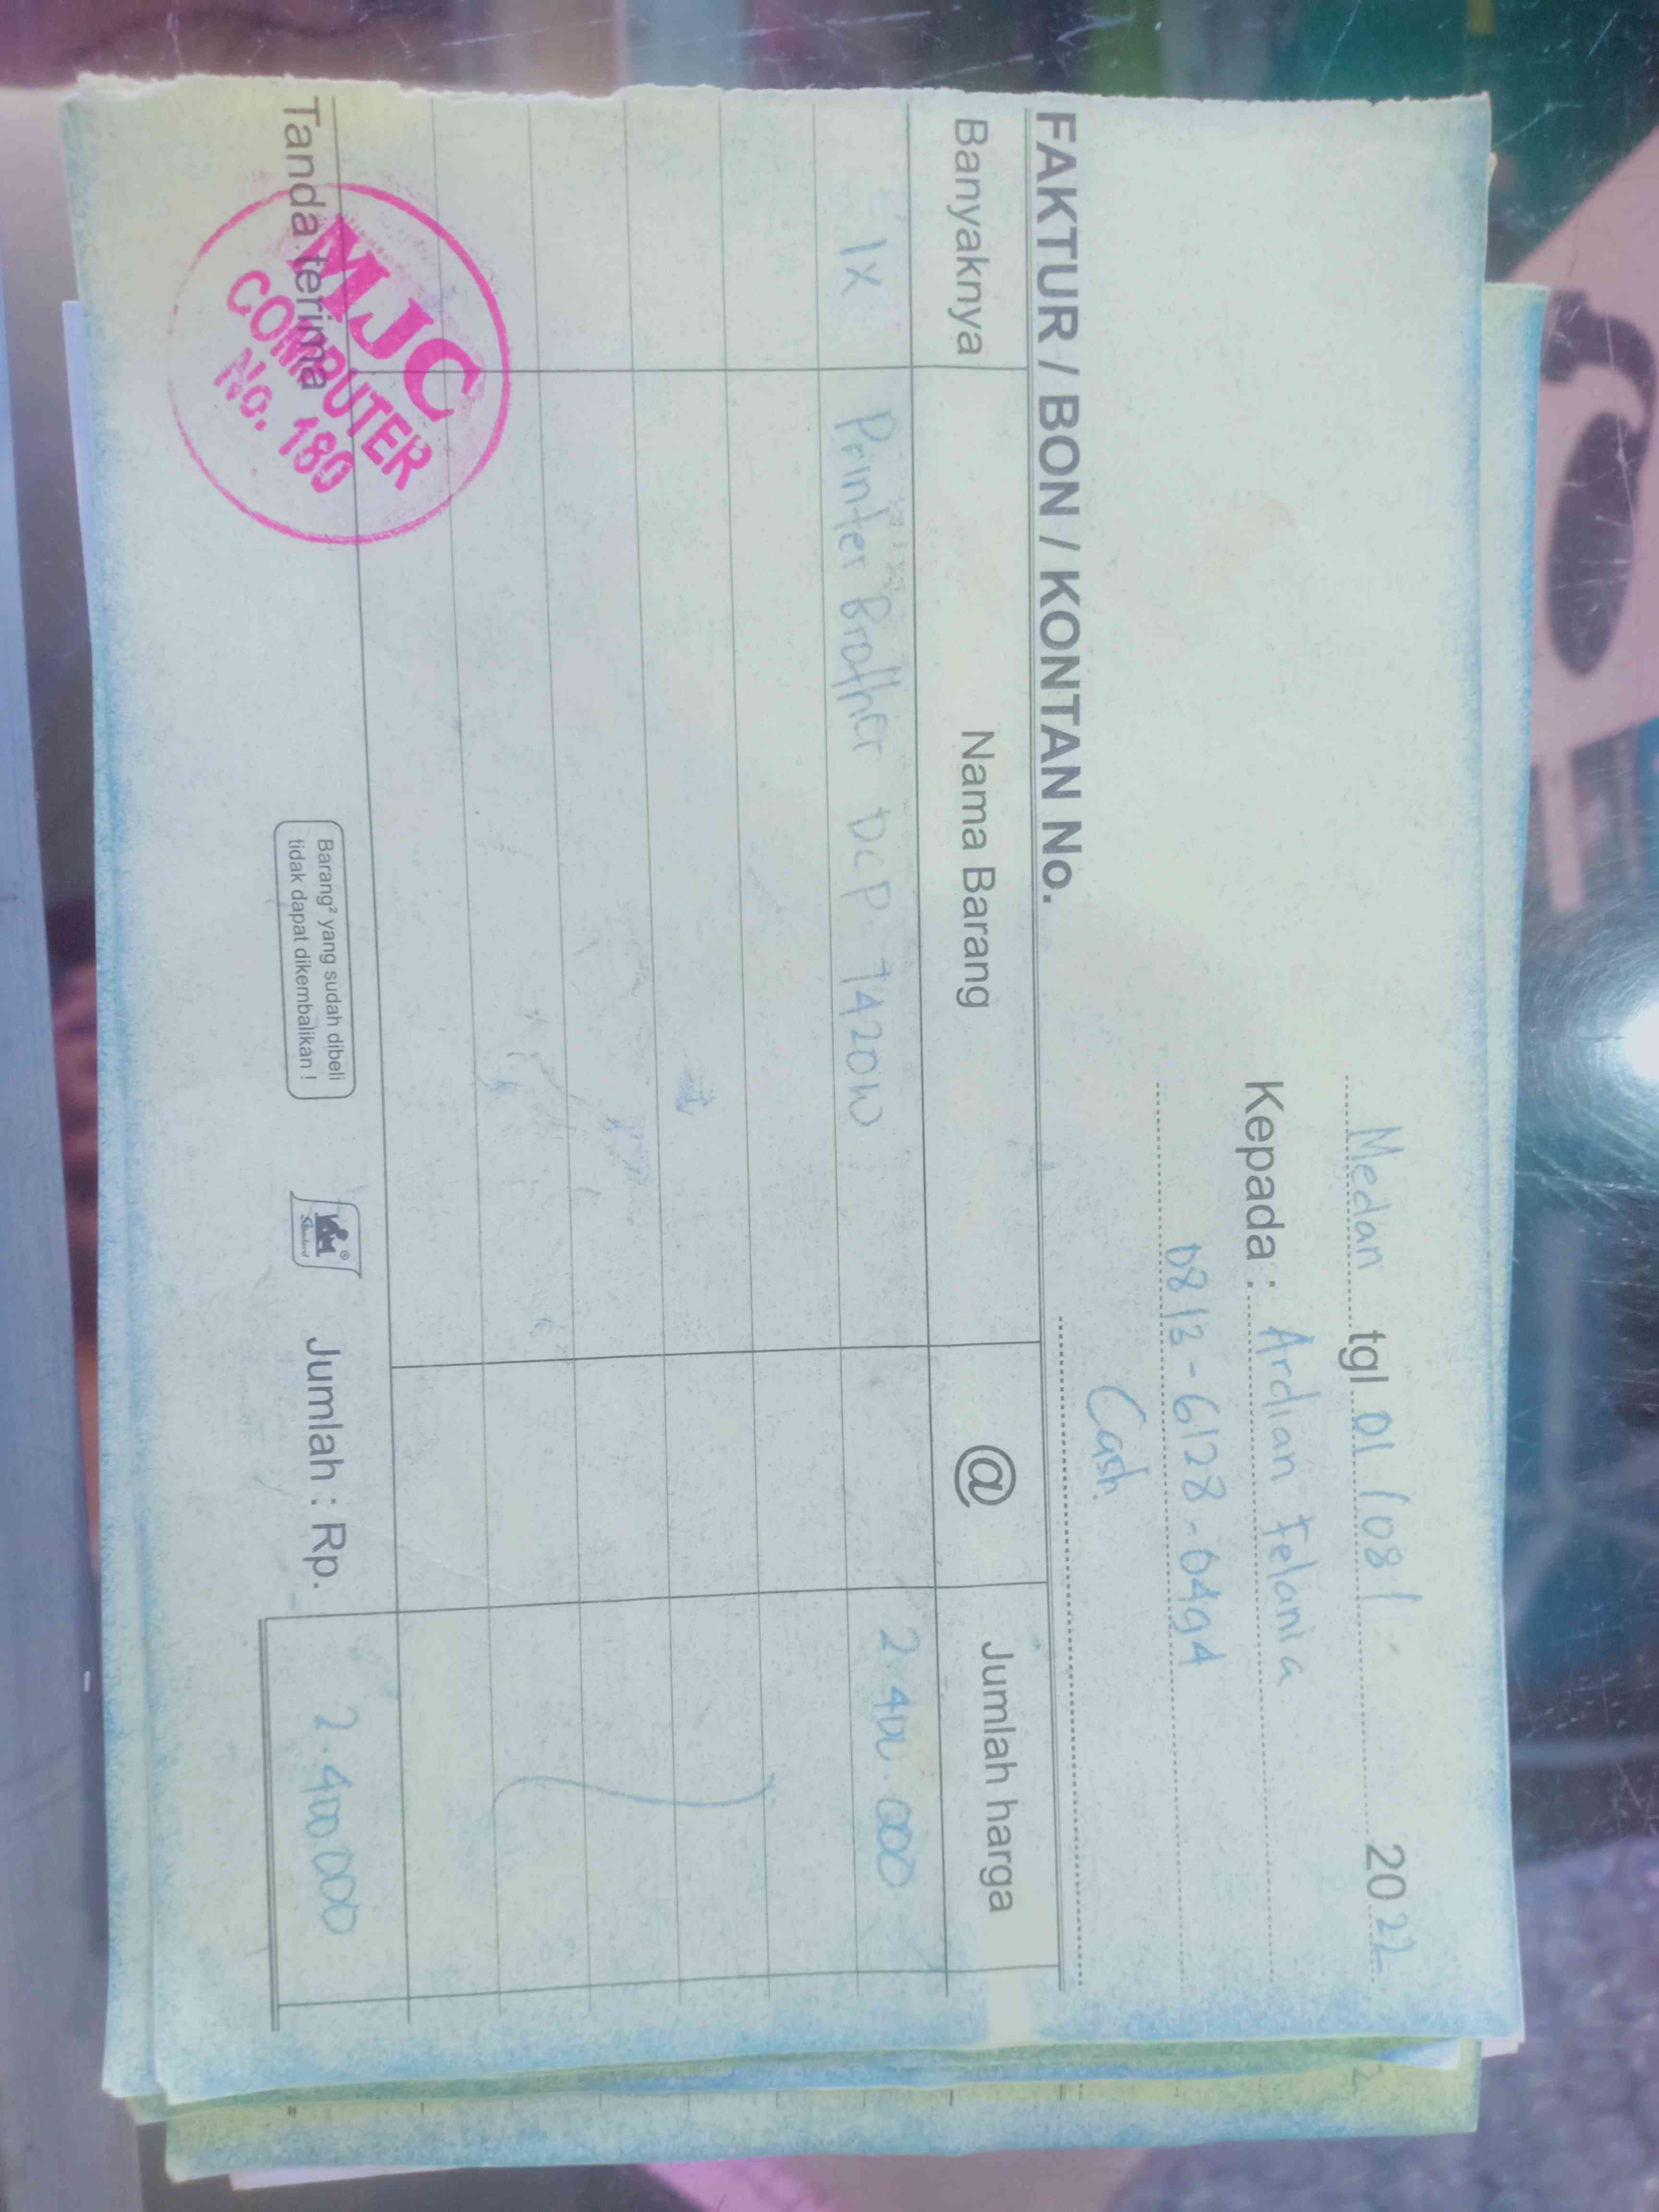 Medan tgl 01 / 08 / 2022
Kepada : Ardian Telania
0813-6128-0494
Cash
FAKTUR / BON / KONTAN No.
Banyaknya Nama Barang @ Jumlah harga
1x Printer Brother DCP-T420W 2.400.000
Tanda terima
MJC
COMPUTER
No. 180
Barang² yang sudah dibeli
tidak dapat dikembalikan !
Jumlah : Rp. 2.400.000